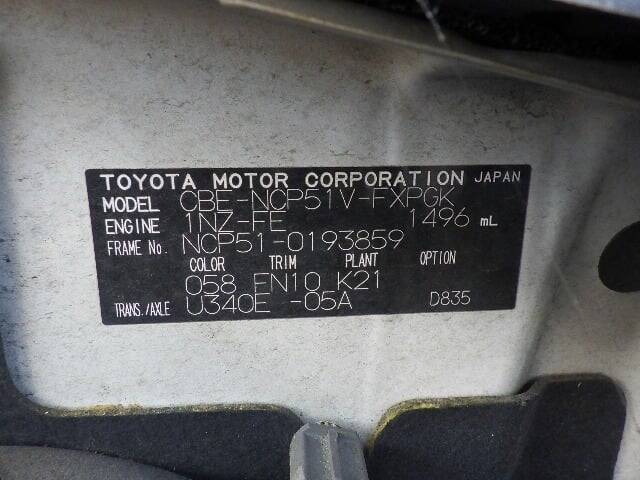 TOYOTA MOTOR CORPORATION JAPAN
MODEL CBE-NCP51V-FXPGK
ENGINE 1NZ-FE 1496 mL
FRAME No. NCP51-0193859
COLOR TRIM PLANT OPTION
058 FN10 K21
TRANS./AXLE U340E -05A D835